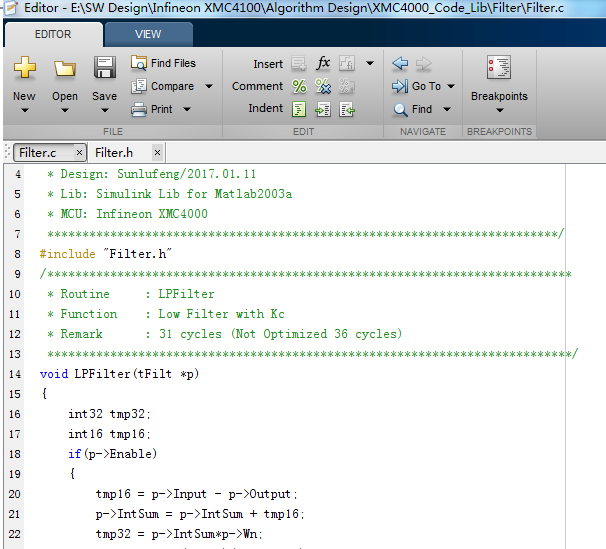 Editor - E:\SW Design\Infineon XMC4100\Algorithm Design\XMC4000_Code_Lib\Filter\Filter.c
EDITOR VIEW
New Open Save Find Files Compare Print
FILE
Insert fx
Comment % %
Indent
EDIT
Go To
Find
NAVIGATE
Breakpoints
BREAKPOINTS
Filter.c × Filter.h ×
4 * Design: Sunlufeng/2017.01.11
5 * Lib: Simulink Lib for Matlab2003a
6 * MCU: Infineon XMC4000
7 *************************************************************************/
8 #include "Filter.h"
9 /***************************************************************************
10 * Routine : LPFilter
11 * Function : Low Filter with Kc
12 * Remark : 31 cycles (Not Optimized 36 cycles)
13 ***************************************************************************/
14 void LPFilter(tFilt *p)
15 {
16 int32 tmp32;
17 int16 tmp16;
18 if(p->Enable)
19 {
20 tmp16 = p->Input - p->Output;
21 p->IntSum = p->IntSum + tmp16;
22 tmp32 = p->IntSum*p->Wn;